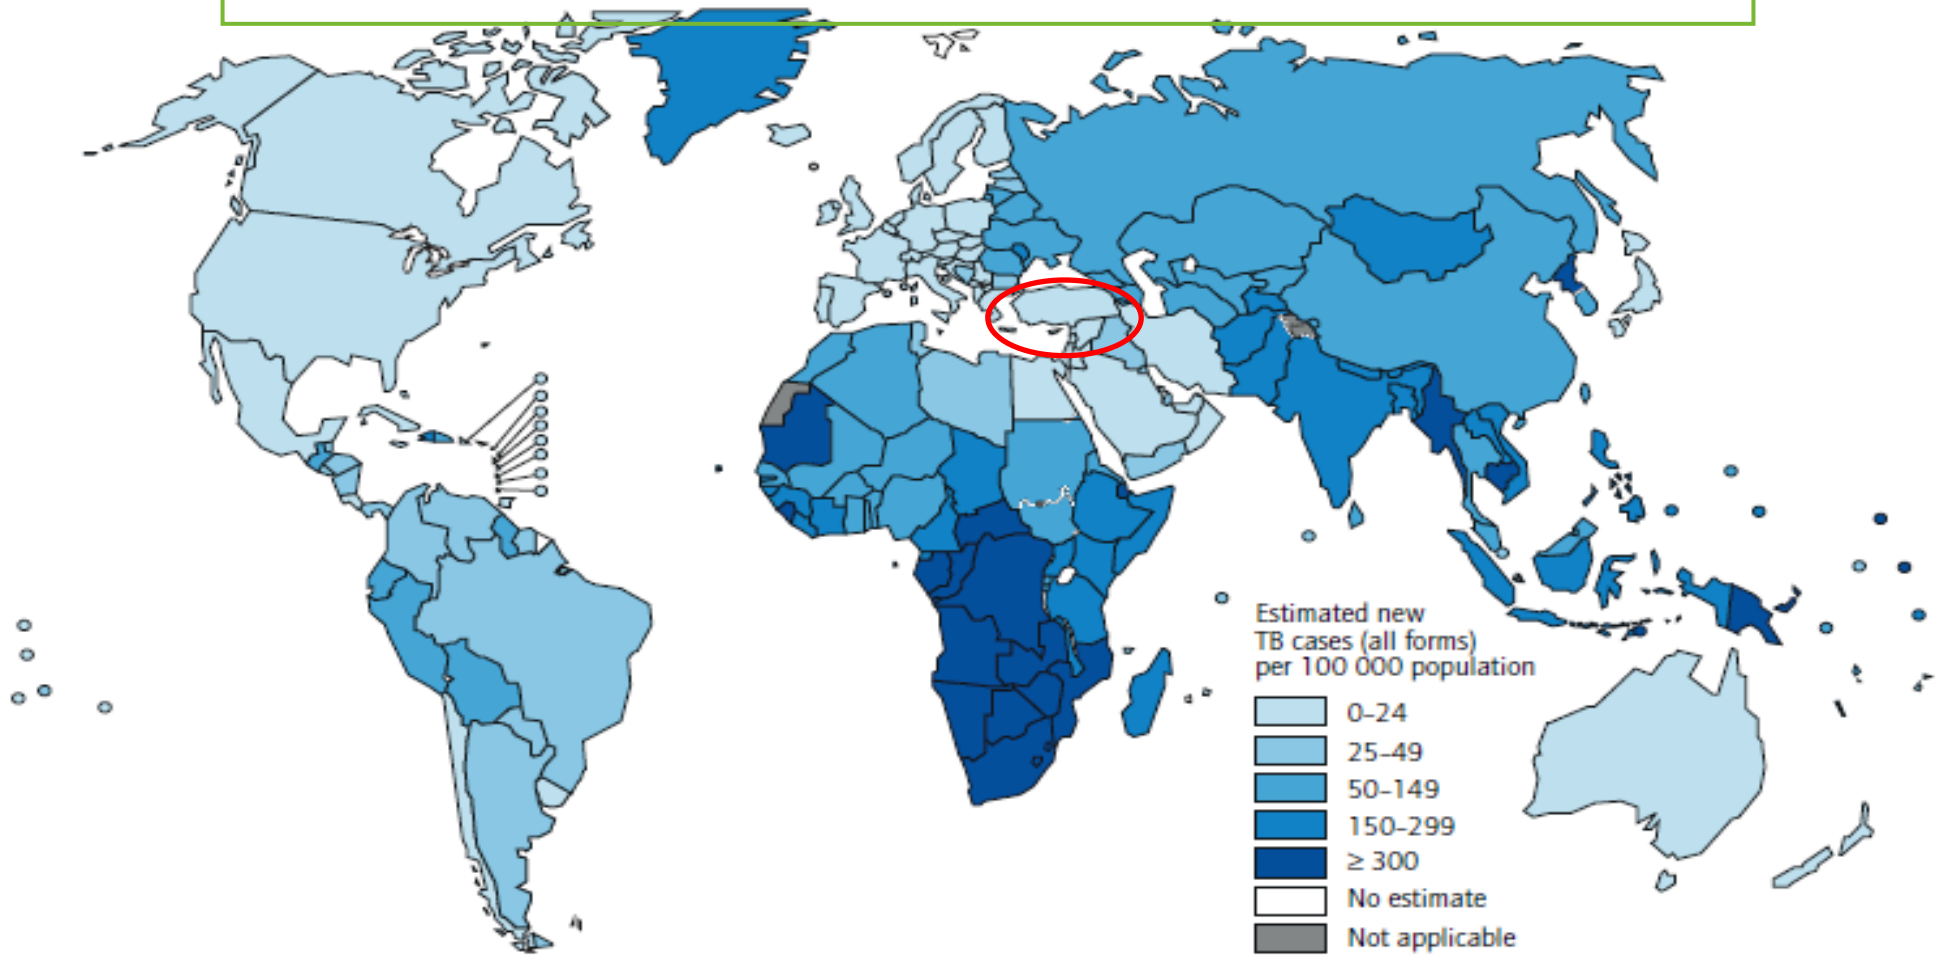 Estimated new
TB cases (all forms)
per 100 000 population
0–24
25–49
50–149
150–299
≥ 300
No estimate
Not applicable